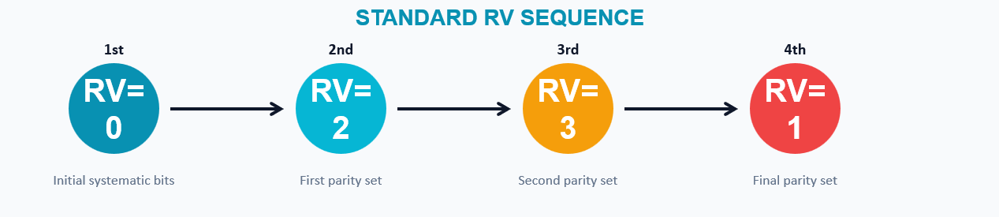 STANDARD RV SEQUENCE
1st
2nd
3rd
4th
RV=
0
RV=
2
RV=
3
RV=
1
Initial systematic bits
First parity set
Second parity set
Final parity set